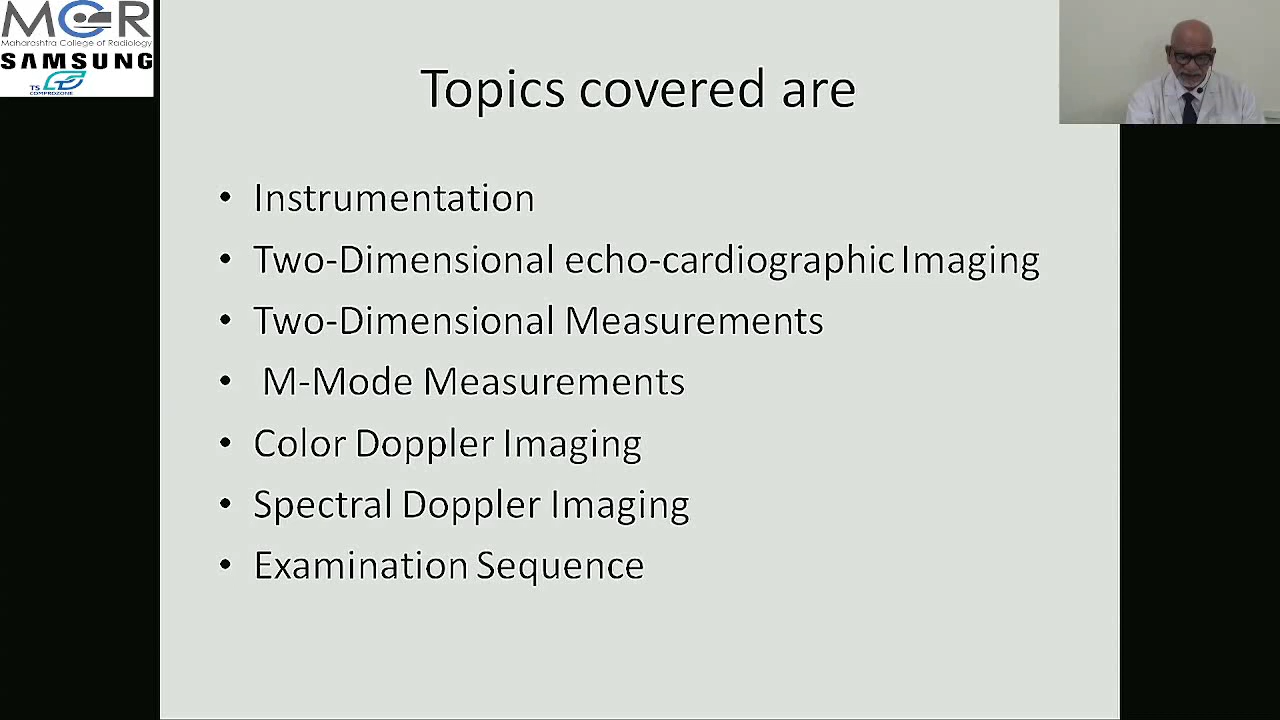 MCR
Maharashtra College of Radiology
SAMSUNG
TS
COMPROZONE
Topics covered are
• Instrumentation
• Two-Dimensional echo-cardiographic Imaging
• Two-Dimensional Measurements
• M-Mode Measurements
• Color Doppler Imaging
• Spectral Doppler Imaging
• Examination Sequence